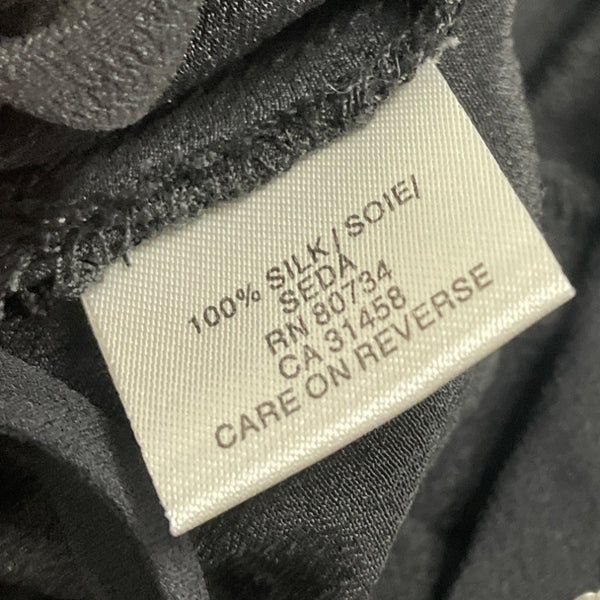 100% SILK/SOIE/
SEDA
RN 80734
CA 31458
CARE ON REVERSE